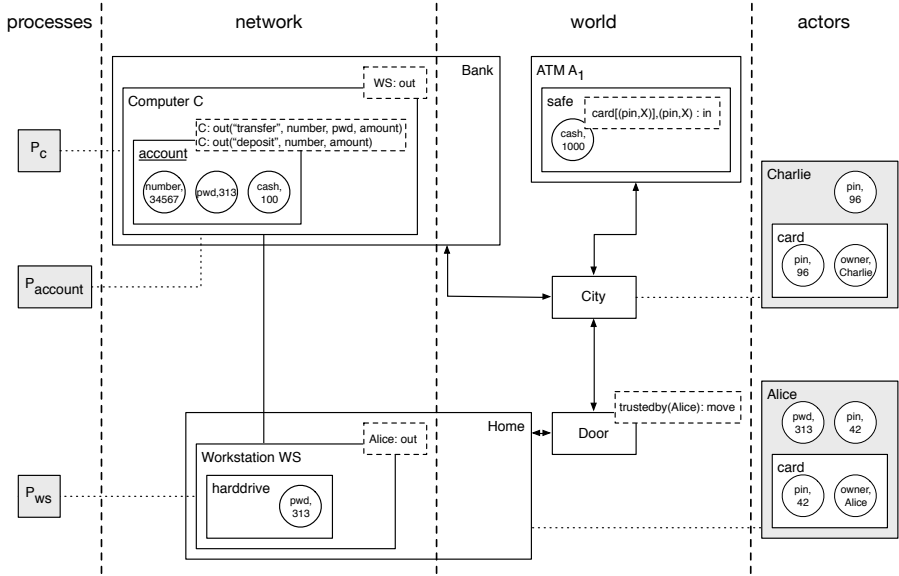 processes
network
world
actors
Bank
WS: out
Computer C
C: out("transfer", number, pwd, amount)
C: out("deposit", number, amount)
account
number,
34567
pwd,313
cash,
100
ATM A1
safe
card[(pin,X)],(pin,X) : in
cash,
1000
PC
Charlie
pin,
96
card
pin,
96
owner,
Charlie
Paccount
City
trustedby(Alice): move
Door
Home
Alice: out
Workstation WS
harddrive
pwd,
313
Pws
Alice
pwd,
313
pin,
42
card
pin,
42
owner,
Alice